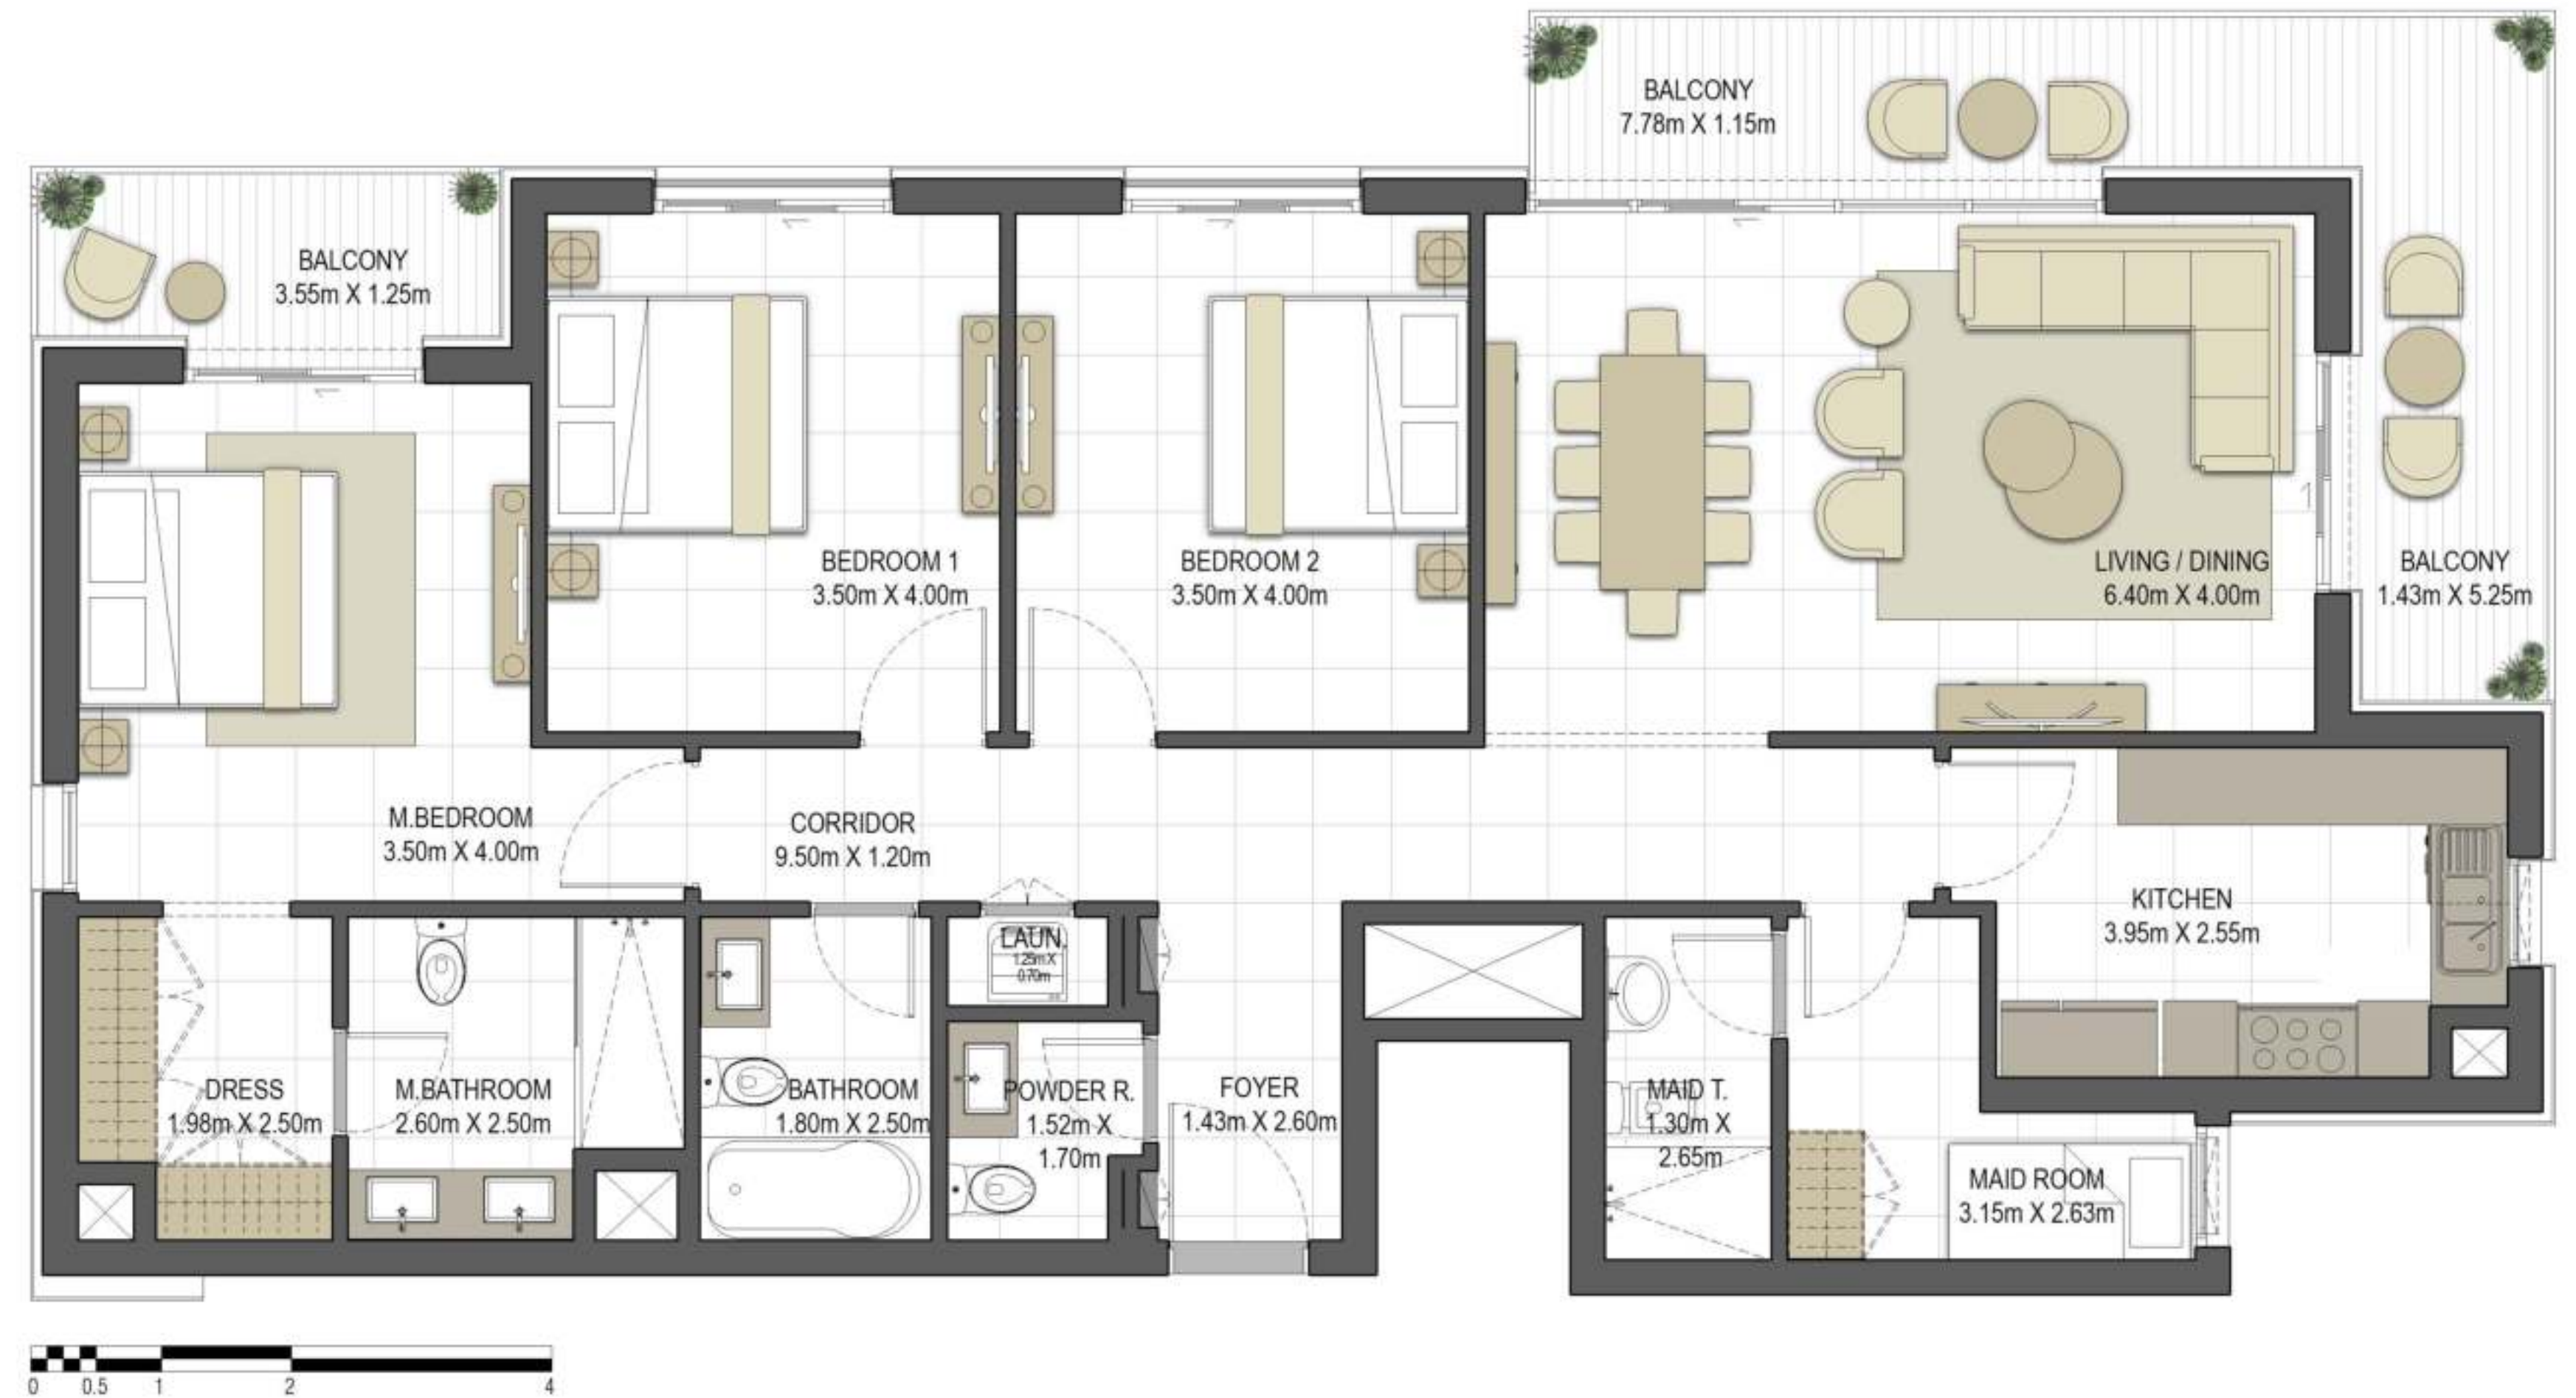 BALCONY
7.78m X 1.15m
BALCONY
3.55m X 1.25m
BEDROOM 1
3.50m X 4.00m
BEDROOM 2
3.50m X 4.00m
LIVING / DINING
6.40m X 4.00m
BALCONY
1.43m X 5.25m
M.BEDROOM
3.50m X 4.00m
CORRIDOR
9.50m X 1.20m
KITCHEN
3.95m X 2.55m
LAUN.
1.25m X
0.70m
DRESS
1.98m X 2.50m
M.BATHROOM
2.60m X 2.50m
BATHROOM
1.80m X 2.50m
POWDER R.
1.52m X
1.70m
FOYER
1.43m X 2.60m
MAID T.
1.30m X
2.65m
MAID ROOM
3.15m X 2.63m
0 0.5 1 2 4